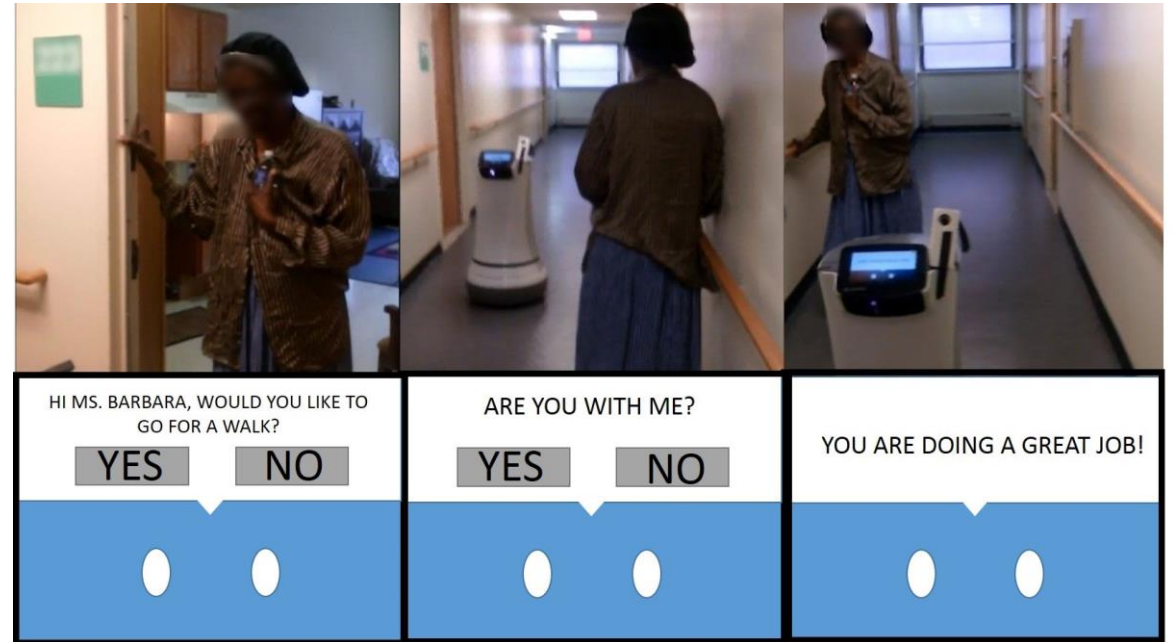 HI MS. BARBARA, WOULD YOU LIKE TO
GO FOR A WALK?
YES NO
ARE YOU WITH ME?
YES NO
YOU ARE DOING A GREAT JOB!